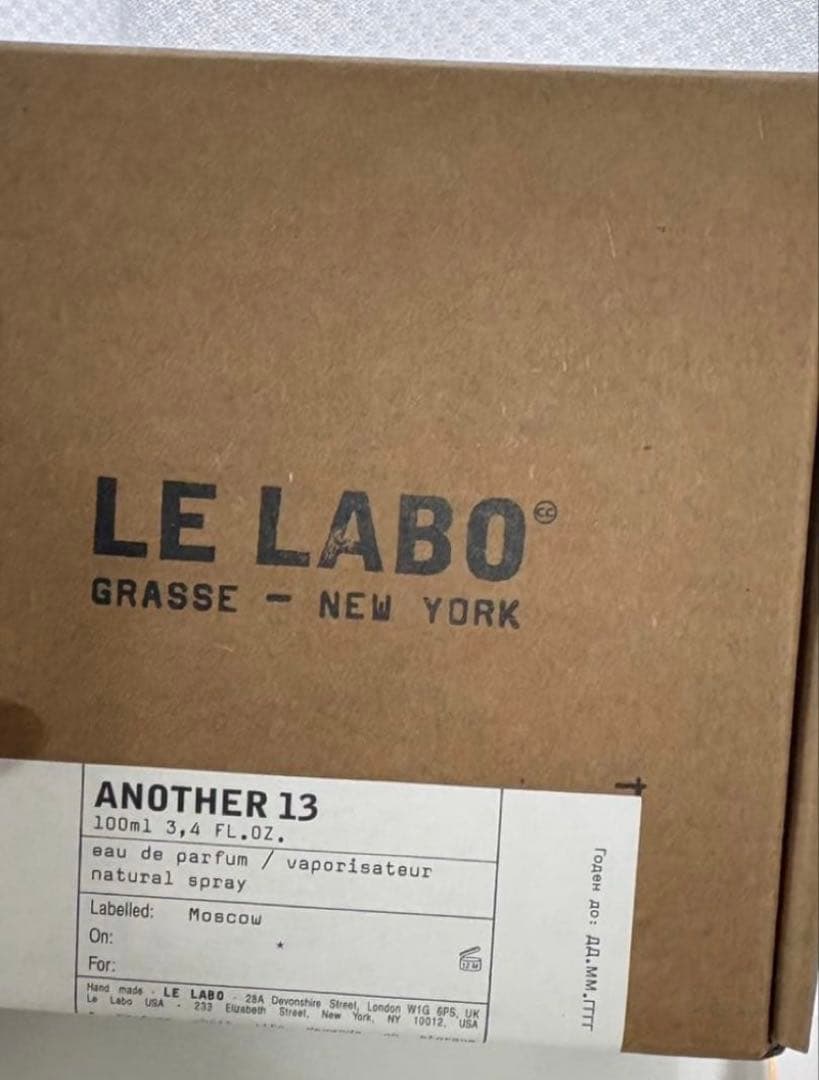 LE LABO
GRASSE - NEW YORK
ANOTHER 13
100ml 3,4 FL.OZ.
eau de parfum / vaporisateur
natural spray
Labelled: Moscow
On: *
For:
12 M
Hand made - LE LABO - 28A Devonshire Street, London W1G 6PS, UK
Le Labo USA - 233 Elizabeth Street, New York, NY 10012, USA
Годен до: ДД.ММ.ГГГГ